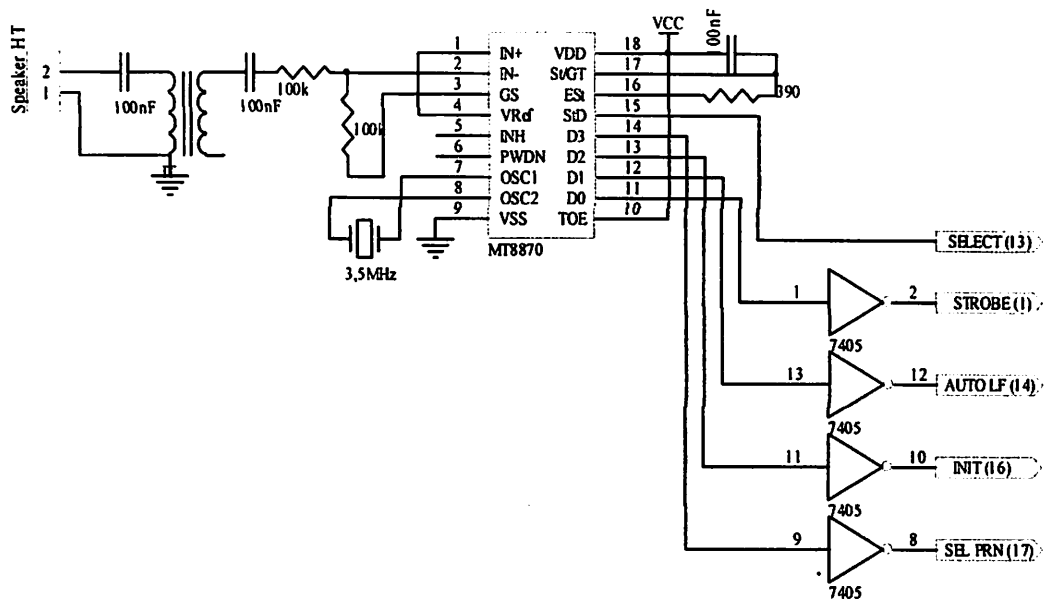 Speaker HT
2
1
100nF
100nF
100k
100k
3,5MHz
1
2
3
4
5
6
7
8
9
IN+
IN-
GS
VRef
INH
PWDN
OSC1
OSC2
VSS
VDD
St/GT
ESt
StD
D3
D2
D1
D0
TOE
18
17
16
15
14
13
12
11
10
MT8870
VCC
100nF
390
SELECT (13)
1
2
STROBE (1)
7405
13
12
AUTO LF (14)
7405
11
10
INIT (16)
7405
9
8
SEL PRN (17)
7405